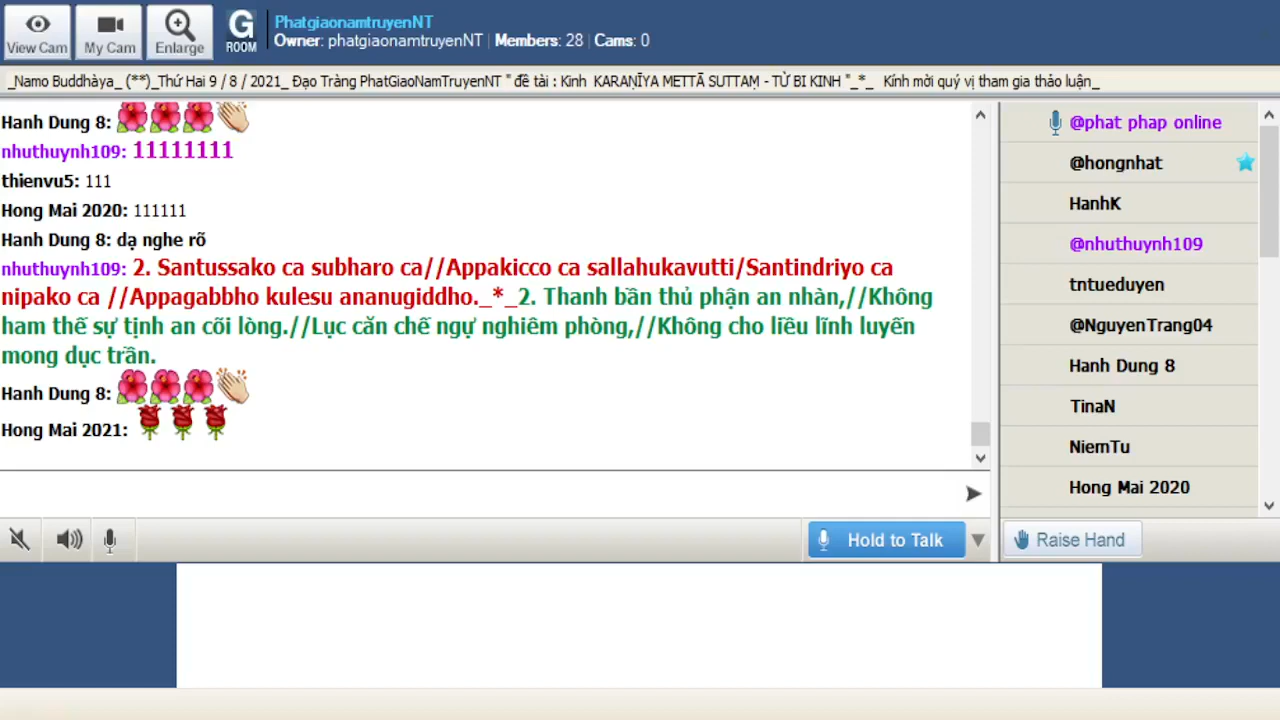 View Cam
My Cam
Enlarge
G
ROOM
PhatgiaonamtruyenNT
Owner: phatgiaonamtruyenNT | Members: 28 | Cams: 0
_Namo Buddhàya_ (**)_Thứ Hai 9 / 8 / 2021_ Đạo Tràng PhatGiaoNamTruyenNT " đề tài : Kinh KARAṆĪYA METTĀ SUTTAṂ - TỪ BI KINH "_*_ Kính mời quý vị tham gia thảo luận_
Hanh Dung 8:
nhuthuynh109: 11111111
thienvu5: 111
Hong Mai 2020: 111111
Hanh Dung 8: dạ nghe rõ
nhuthuynh109: 2. Santussako ca subharo ca//Appakicco ca sallahukavutti/Santindriyo ca
nipako ca //Appagabbho kulesu ananugiddho._*_2. Thanh bần thủ phận an nhàn,//Không
ham thế sự tịnh an cõi lòng.//Lục căn chế ngự nghiêm phòng,//Không cho liều lĩnh luyến
mong dục trần.
Hanh Dung 8:
Hong Mai 2021:
@phat phap online
@hongnhat
HanhK
@nhuthuynh109
tntueduyen
@NguyenTrang04
Hanh Dung 8
TinaN
NiemTu
Hong Mai 2020
Hold to Talk
Raise Hand